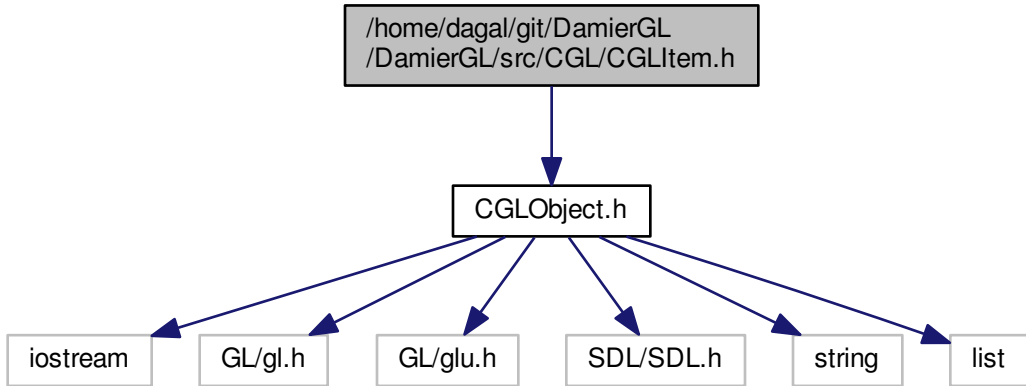 /home/dagal/git/DamierGL
/DamierGL/src/CGL/CGLItem.h
CGLObject.h
iostream
GL/gl.h
GL/glu.h
SDL/SDL.h
string
list